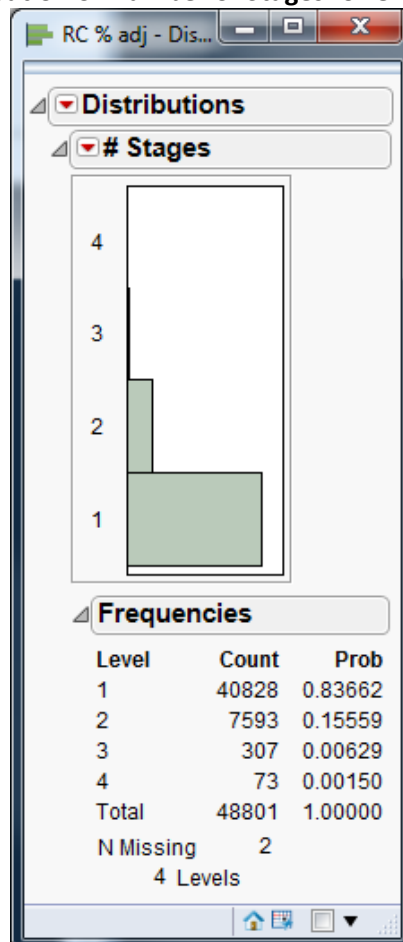 RC % adj - Dis...
Distributions
# Stages
4
3
2
1
Frequencies
Level Count Prob
1 40828 0.83662
2 7593 0.15559
3 307 0.00629
4 73 0.00150
Total 48801 1.00000
N Missing 2
4 Levels